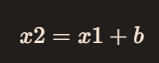 x2 = x1 + b